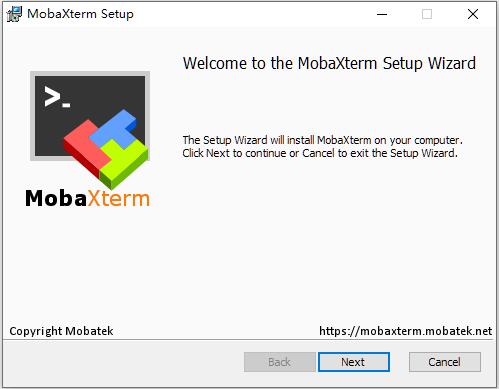 MobaXterm Setup
Welcome to the MobaXterm Setup Wizard
>_
The Setup Wizard will install MobaXterm on your computer.
Click Next to continue or Cancel to exit the Setup Wizard.
MobaXterm
Copyright Mobatek
https://mobaxterm.mobatek.net
Back
Next
Cancel